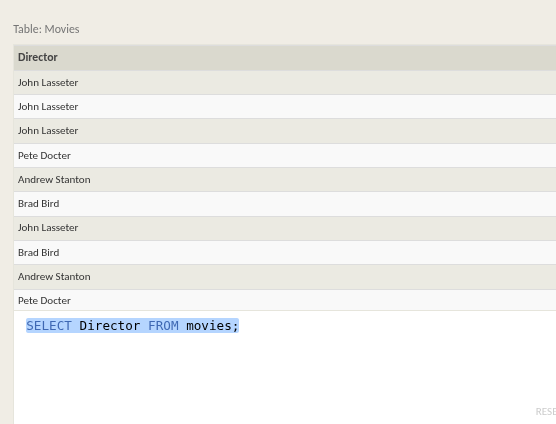 Table: Movies
Director
John Lasseter
John Lasseter
John Lasseter
Pete Docter
Andrew Stanton
Brad Bird
John Lasseter
Brad Bird
Andrew Stanton
Pete Docter
SELECT Director FROM movies;
RESE